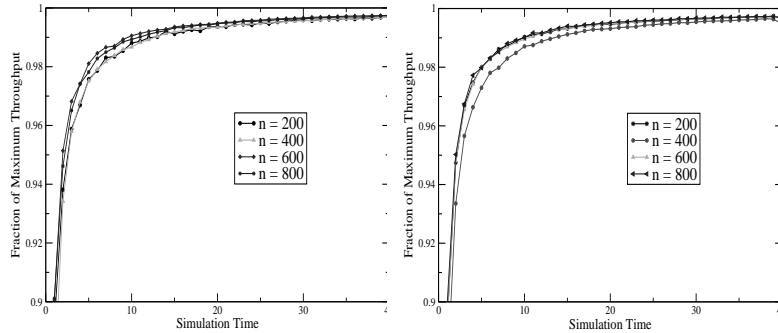 Fraction of Maximum Throughput
1
0.98
0.96
0.94
0.92
0.9
0
10
20
30
Simulation Time
n = 200
n = 400
n = 600
n = 800
Fraction of Maximum Throughput
1
0.98
0.96
0.94
0.92
0.9
0
10
20
30
Simulation Time
n = 200
n = 400
n = 600
n = 800